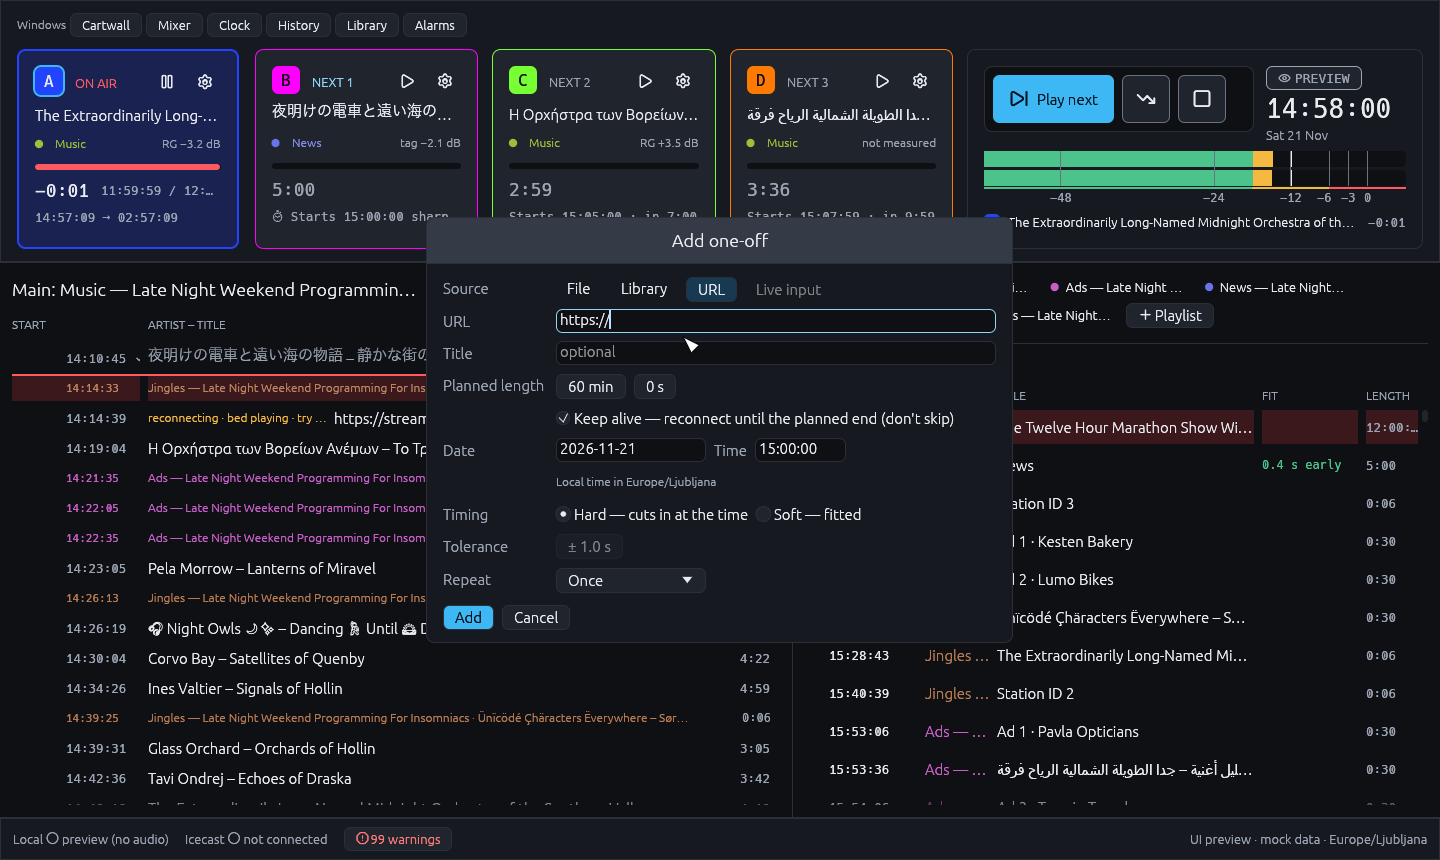 Windows Cartwall Mixer Clock History Library Alarms
A ON AIR
The Extraordinarily Long-...
Music RG −3.2 dB
−0:01 11:59:59 / 12:...
14:57:09 → 02:57:09
B NEXT 1
夜明けの電車と遠い海の...
News tag −2.1 dB
5:00
Starts 15:00:00 sharp
C NEXT 2
Η Ορχήστρα των Βορείων...
Music RG +3.5 dB
2:59
Starts 15:05:00 · in 7:00
D NEXT 3
جدا الطويلة الشمالية الرياح فرقة...
Music not measured
3:36
Starts 15:07:59 · in 9:59
Play next
PREVIEW
14:58:00
Sat 21 Nov
−48 −24 −12 −6 −3 0
The Extraordinarily Long-Named Midnight Orchestra of th... −0:01
Main: Music — Late Night Weekend Programmin...
START ARTIST – TITLE
14:10:45 夜明けの電車と遠い海の物語 – 静かな街の
14:14:33 Jingles — Late Night Weekend Programming For Ins
14:14:39 reconnecting · bed playing · try ... https://stream
14:19:04 Η Ορχήστρα των Βορείων Ανέμων – Το Τρ
14:21:35 Ads — Late Night Weekend Programming For Insom
14:22:05 Ads — Late Night Weekend Programming For Insom
14:22:35 Ads — Late Night Weekend Programming For Insom
14:23:05 Pela Morrow – Lanterns of Miravel
14:26:13 Jingles — Late Night Weekend Programming For Ins
14:26:19 🎧 Night Owls 🌙✨ – Dancing 💃 Until 🌅 D
14:30:04 Corvo Bay – Satellites of Quenby 4:22
14:34:26 Ines Valtier – Signals of Hollin 4:59
14:39:25 Jingles — Late Night Weekend Programming For Insomniacs · Ünïcödé Çhäracters Ëverywhere – Sør... 0:06
14:39:31 Glass Orchard – Orchards of Hollin 3:05
14:42:36 Tavi Ondrej – Echoes of Draska 3:42
Add one-off
Source File Library URL Live input
URL https://
Title optional
Planned length 60 min 0 s
Keep alive — reconnect until the planned end (don't skip)
Date 2026-11-21 Time 15:00:00
Local time in Europe/Ljubljana
Timing Hard — cuts in at the time Soft — fitted
Tolerance ± 1.0 s
Repeat Once
Add Cancel
i... Ads — Late Night ... News — Late Night...
s — Late Night... + Playlist
LE FIT LENGTH
e Twelve Hour Marathon Show Wi... 12:00:...
ews 0.4 s early 5:00
ation ID 3 0:06
d 1 · Kesten Bakery 0:30
d 2 · Lumo Bikes 0:30
nïcödé Çhäracters Ëverywhere – S... 0:06
15:28:43 Jingles ... The Extraordinarily Long-Named Mi... 0:06
15:40:39 Jingles ... Station ID 2 0:06
15:53:06 Ads — ... Ad 1 · Pavla Opticians 0:30
15:53:36 Ads — ... ليل أغنية – جدا الطويلة الشمالية الرياح فرقة... 0:30
Local preview (no audio) Icecast not connected 99 warnings
UI preview · mock data · Europe/Ljubljana